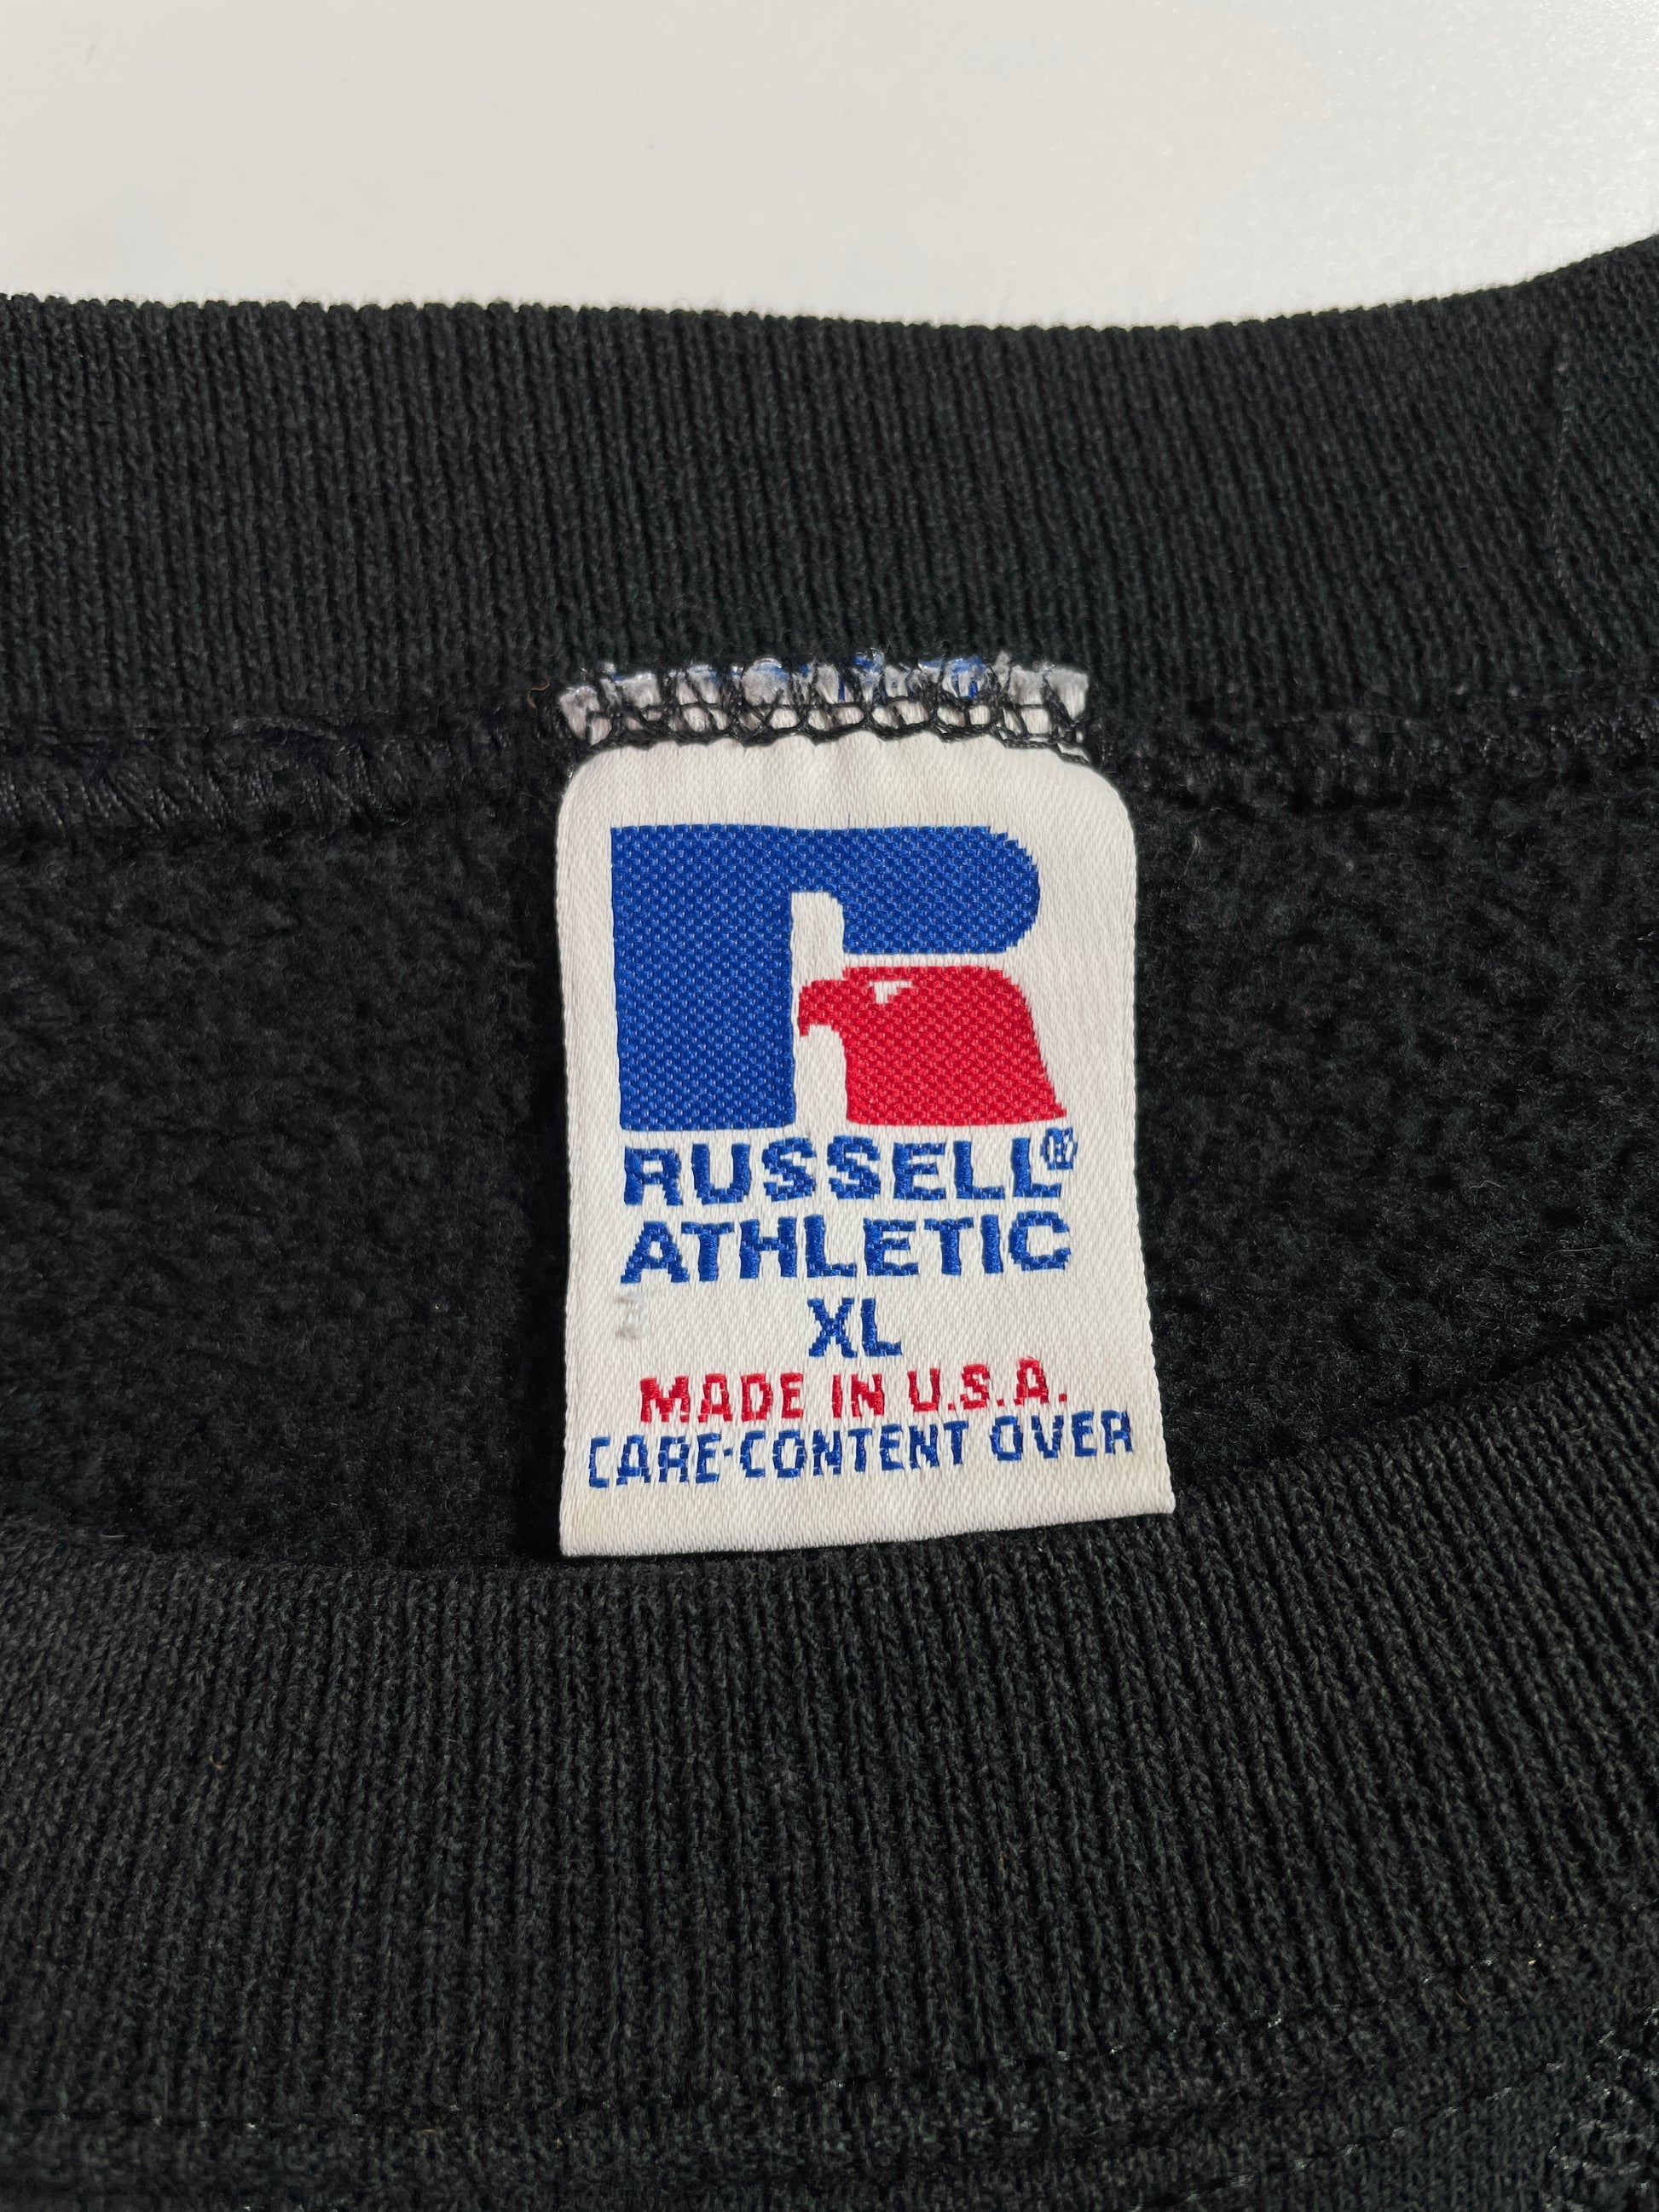 RUSSELL®
ATHLETIC
XL
MADE IN U.S.A.
CARE-CONTENT OVER